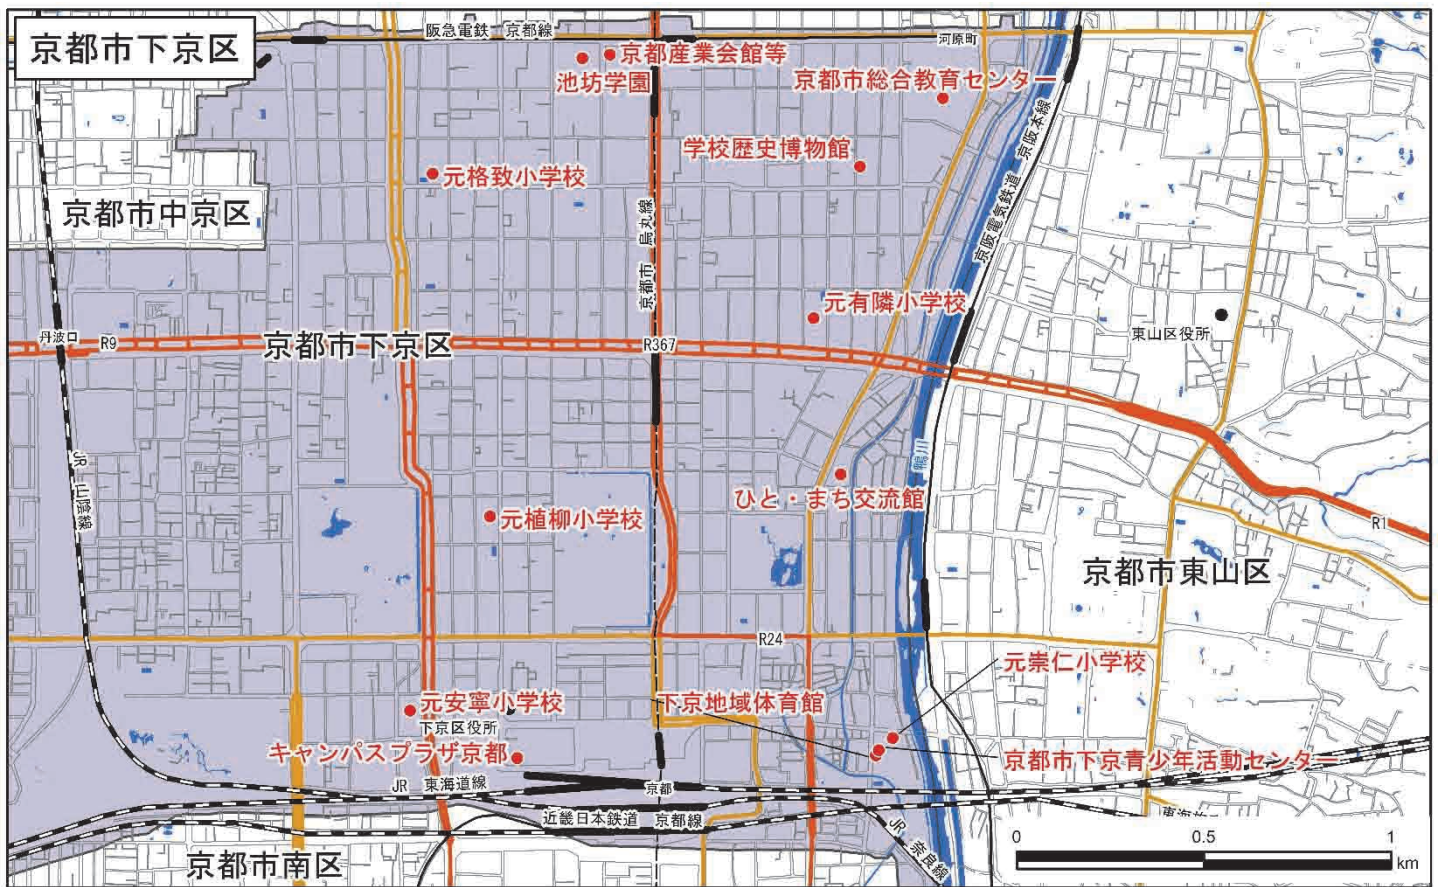 京都市下京区
阪急電鉄 京都線
河原町
京都産業会館等
池坊学園
京都市総合教育センター
京阪電気鉄道 京阪本線
学校歴史博物館
元格致小学校
京都市中京区
京都市 烏丸線
元有隣小学校
東山区役所
丹波口
R9
京都市下京区
R367
鴨川
JR 山陰線
ひと・まち交流館
元植柳小学校
R1
京都市東山区
R24
元崇仁小学校
元安寧小学校
下京地域体育館
下京区役所
キャンパスプラザ京都
京都市下京青少年活動センター
JR 東海道線
京都
近畿日本鉄道 京都線
JR 奈良線
京都市南区
0 0.5 1
km